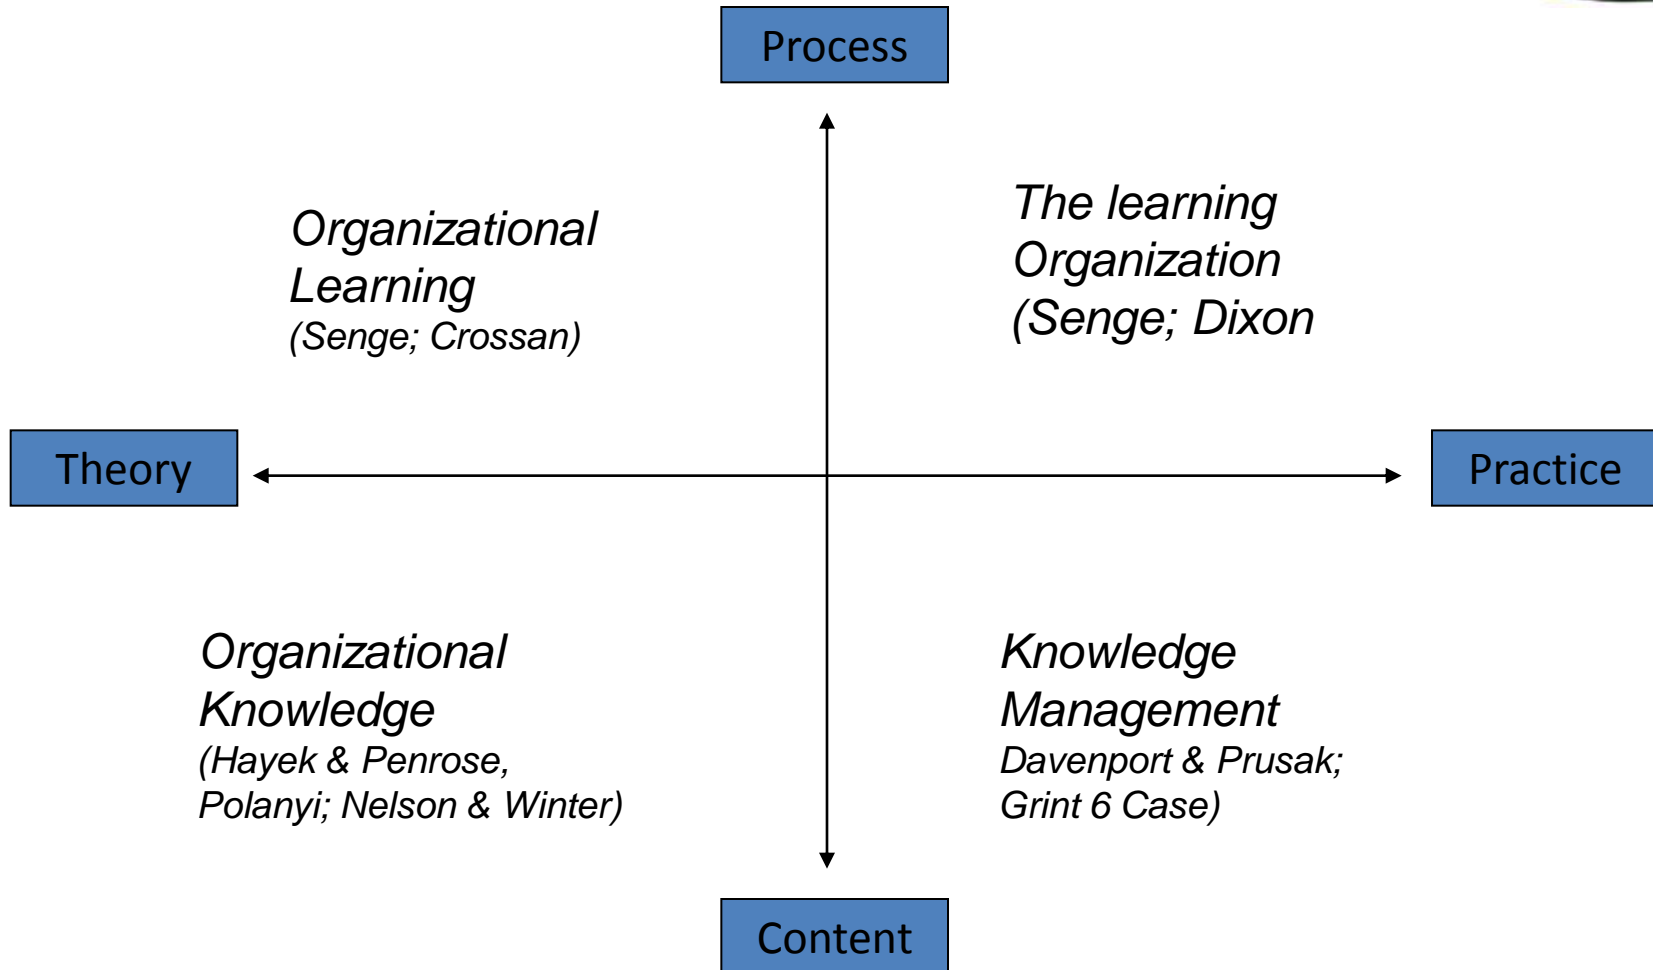 Process
Organizational
Learning
(Senge; Crossan)
The learning
Organization
(Senge; Dixon
Theory
Practice
Organizational
Knowledge
(Hayek & Penrose,
Polanyi; Nelson & Winter)
Knowledge
Management
Davenport & Prusak;
Grint 6 Case)
Content